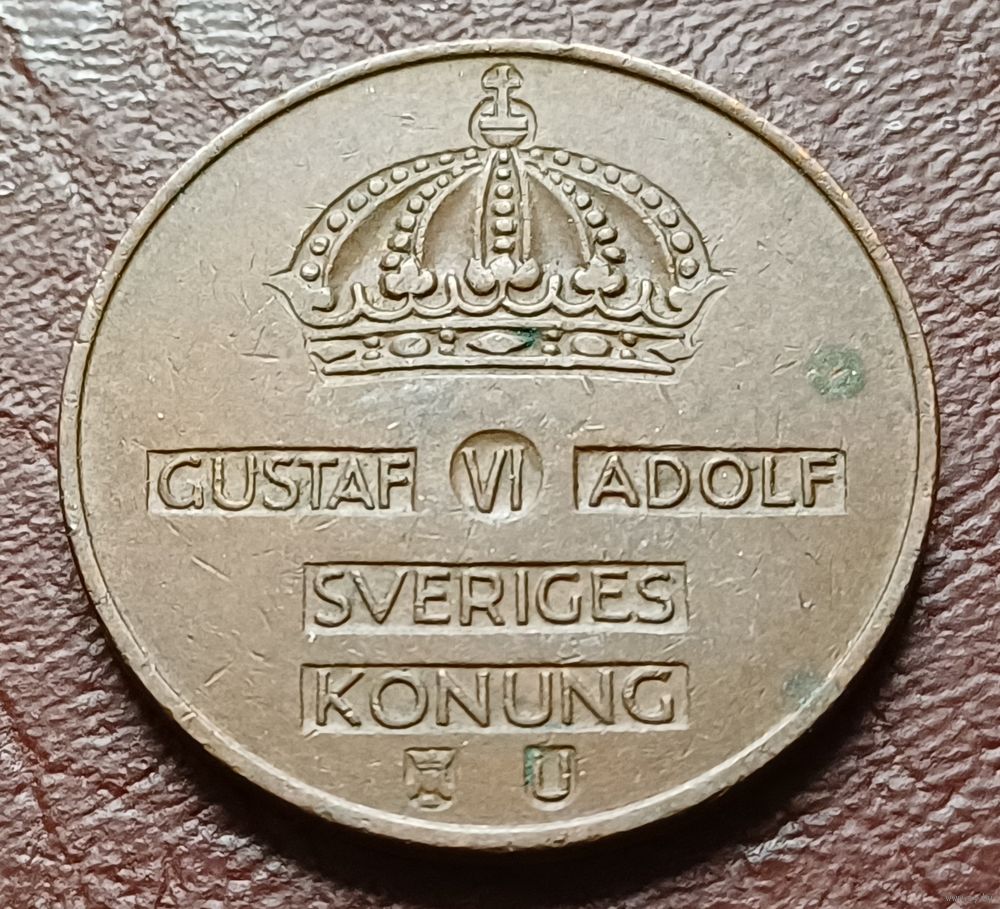 GUSTAF VI ADOLF
SVERIGES
KONUNG
U